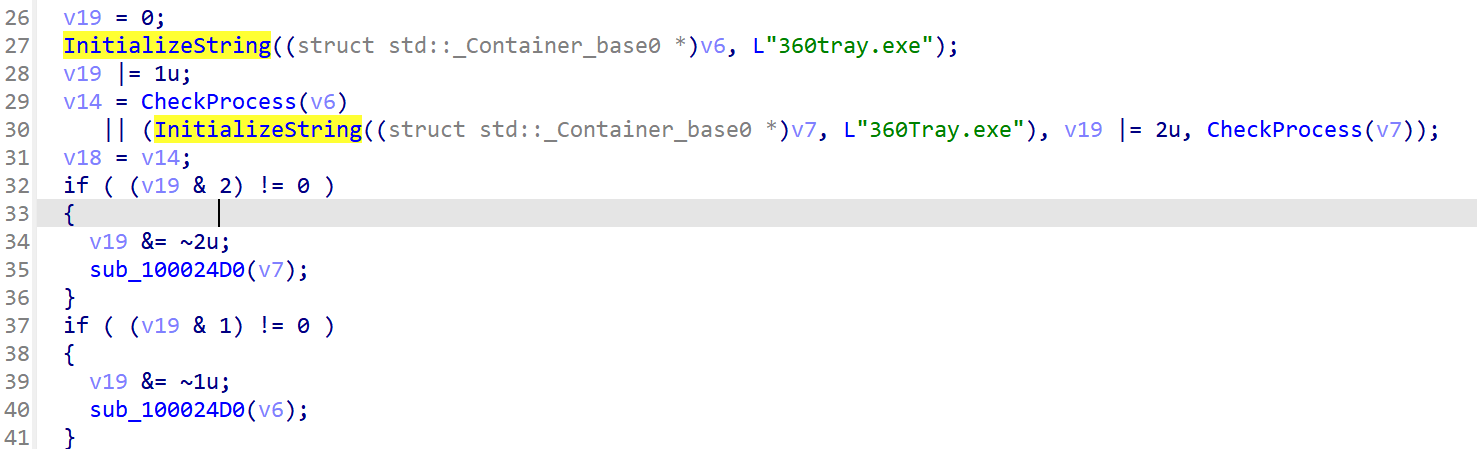 26 v19 = 0;
27 InitializeString((struct std::_Container_base0 *)v6, L"360tray.exe");
28 v19 |= 1u;
29 v14 = CheckProcess(v6)
30 || (InitializeString((struct std::_Container_base0 *)v7, L"360Tray.exe"), v19 |= 2u, CheckProcess(v7));
31 v18 = v14;
32 if ( (v19 & 2) != 0 )
33 {
34 v19 &= ~2u;
35 sub_100024D0(v7);
36 }
37 if ( (v19 & 1) != 0 )
38 {
39 v19 &= ~1u;
40 sub_100024D0(v6);
41 }